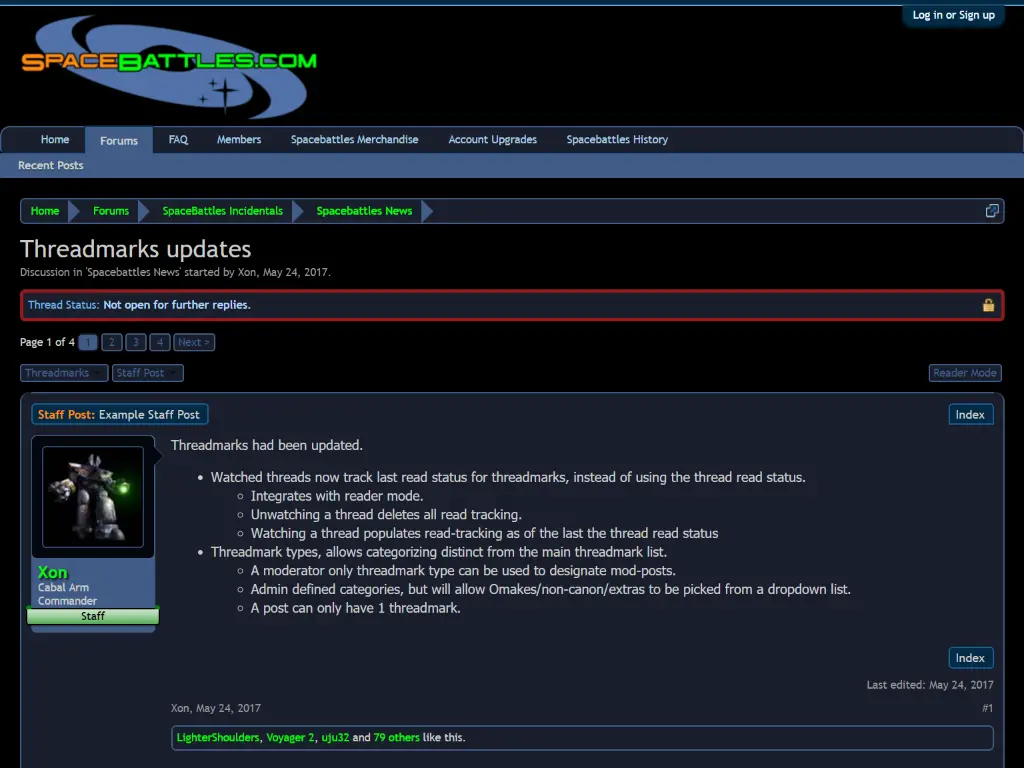 Log in or Sign up
SPACEBATTLES.COM
Home Forums FAQ Members Spacebattles Merchandise Account Upgrades Spacebattles History
Recent Posts
Home Forums SpaceBattles Incidentals Spacebattles News
Threadmarks updates
Discussion in 'Spacebattles News' started by Xon, May 24, 2017.
Thread Status: Not open for further replies.
Page 1 of 4 1 2 3 4 Next >
Threadmarks Staff Post Reader Mode
Staff Post: Example Staff Post Index
Threadmarks had been updated.
• Watched threads now track last read status for threadmarks, instead of using the thread read status.
○ Integrates with reader mode.
○ Unwatching a thread deletes all read tracking.
○ Watching a thread populates read-tracking as of the last the thread read status
• Threadmark types, allows categorizing distinct from the main threadmark list.
○ A moderator only threadmark type can be used to designate mod-posts.
○ Admin defined categories, but will allow Omakes/non-canon/extras to be picked from a dropdown list.
○ A post can only have 1 threadmark.
Xon
Cabal Arm
Commander
Staff
Index
Last edited: May 24, 2017
Xon, May 24, 2017 #1
LighterShoulders, Voyager 2, uju32 and 79 others like this.